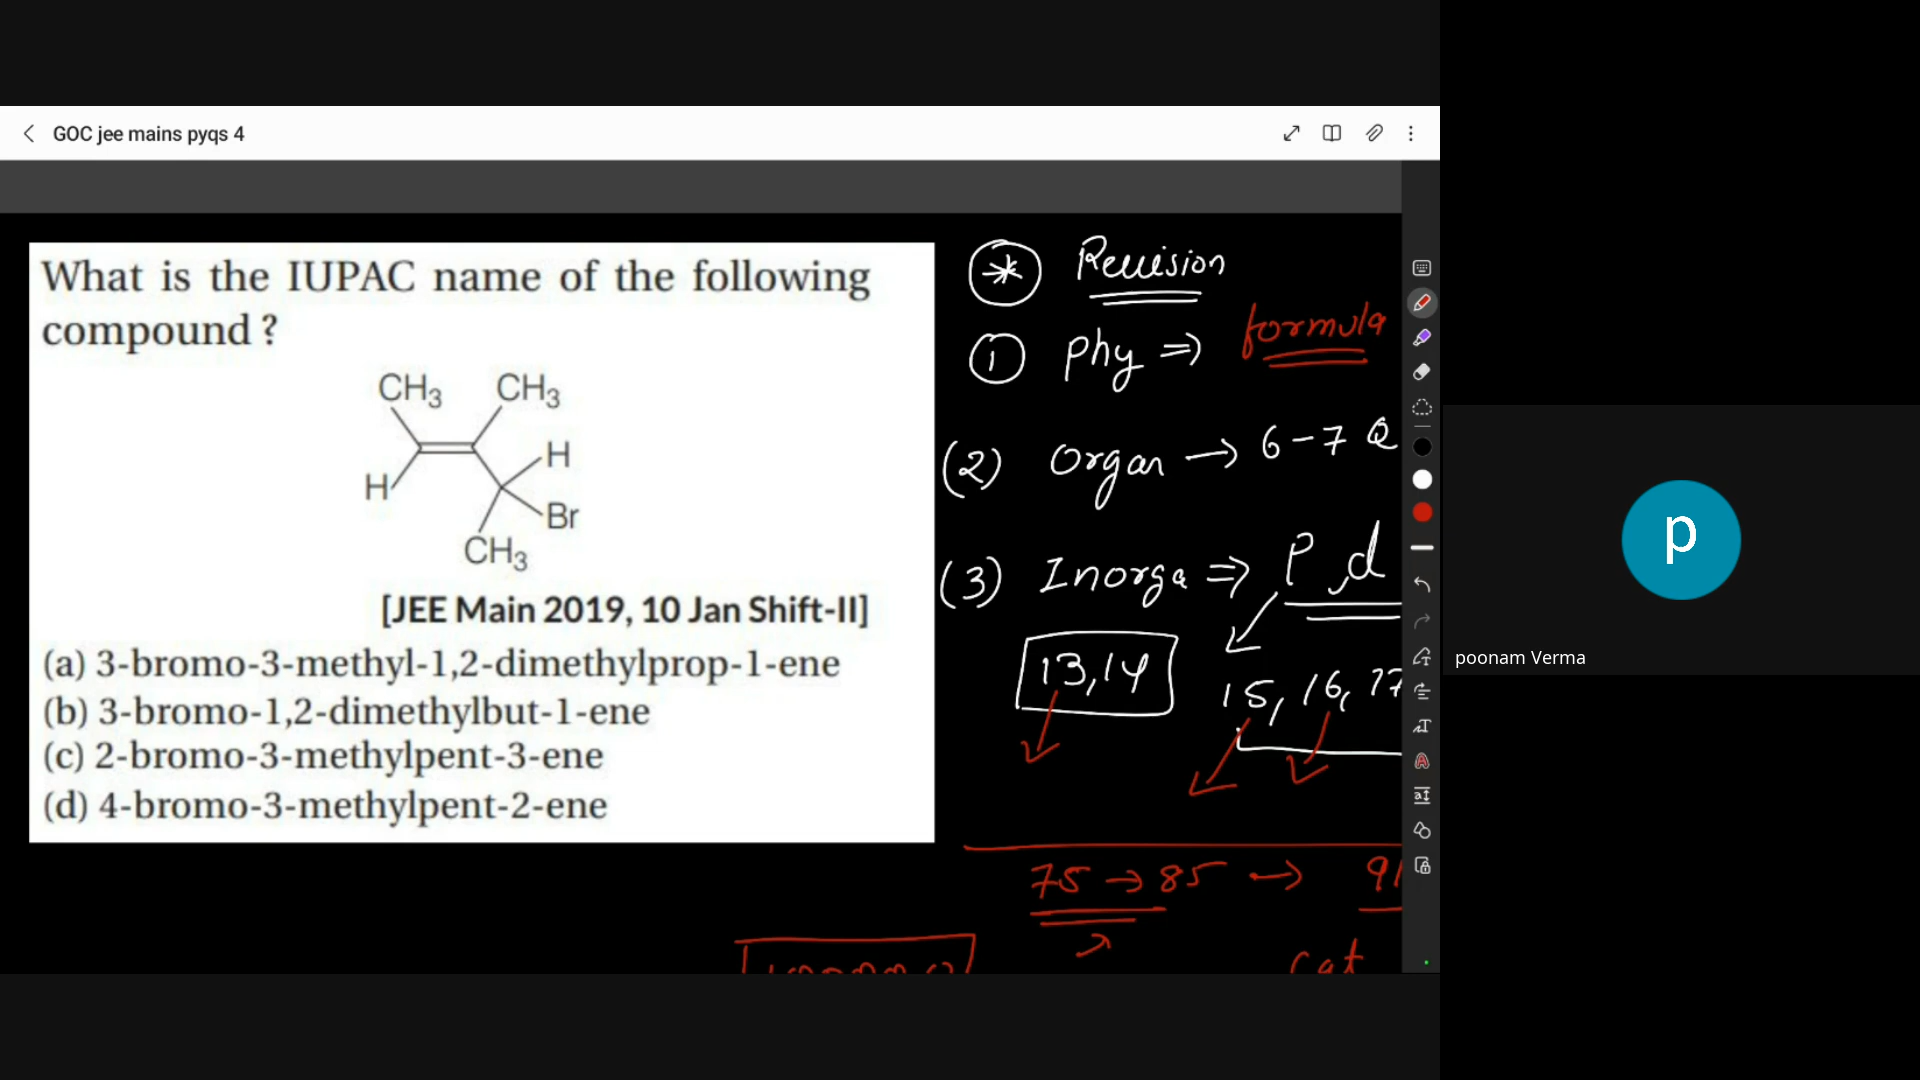 GOC jee mains pyqs 4
What is the IUPAC name of the following
compound ?
CH3 CH3
H
H
Br
CH3
[JEE Main 2019, 10 Jan Shift-II]
(a) 3-bromo-3-methyl-1,2-dimethylprop-1-ene
(b) 3-bromo-1,2-dimethylbut-1-ene
(c) 2-bromo-3-methylpent-3-ene
(d) 4-bromo-3-methylpent-2-ene
* Revision
1 phy ⇒ formula
(2) Organ → 6-7 Q
(3) Inorga ⇒ P, d
13,14 15, 16, 17
75 → 85 → 91
cat
p
poonam Verma